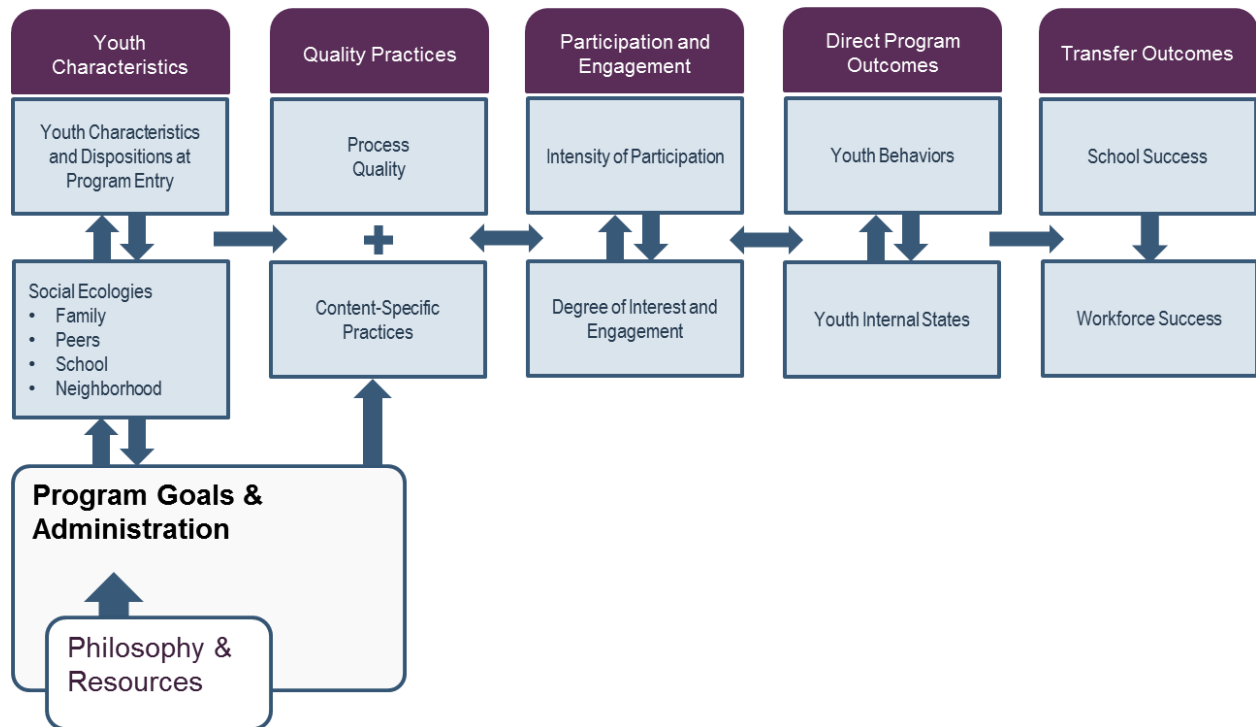 Youth
Characteristics
Quality Practices
Participation and
Engagement
Direct Program
Outcomes
Transfer Outcomes
Youth Characteristics
and Dispositions at
Program Entry
Process
Quality
Intensity of Participation
Youth Behaviors
School Success
Social Ecologies
• Family
• Peers
• School
• Neighborhood
Content-Specific
Practices
Degree of Interest and
Engagement
Youth Internal States
Workforce Success
Program Goals &
Administration
Philosophy &
Resources